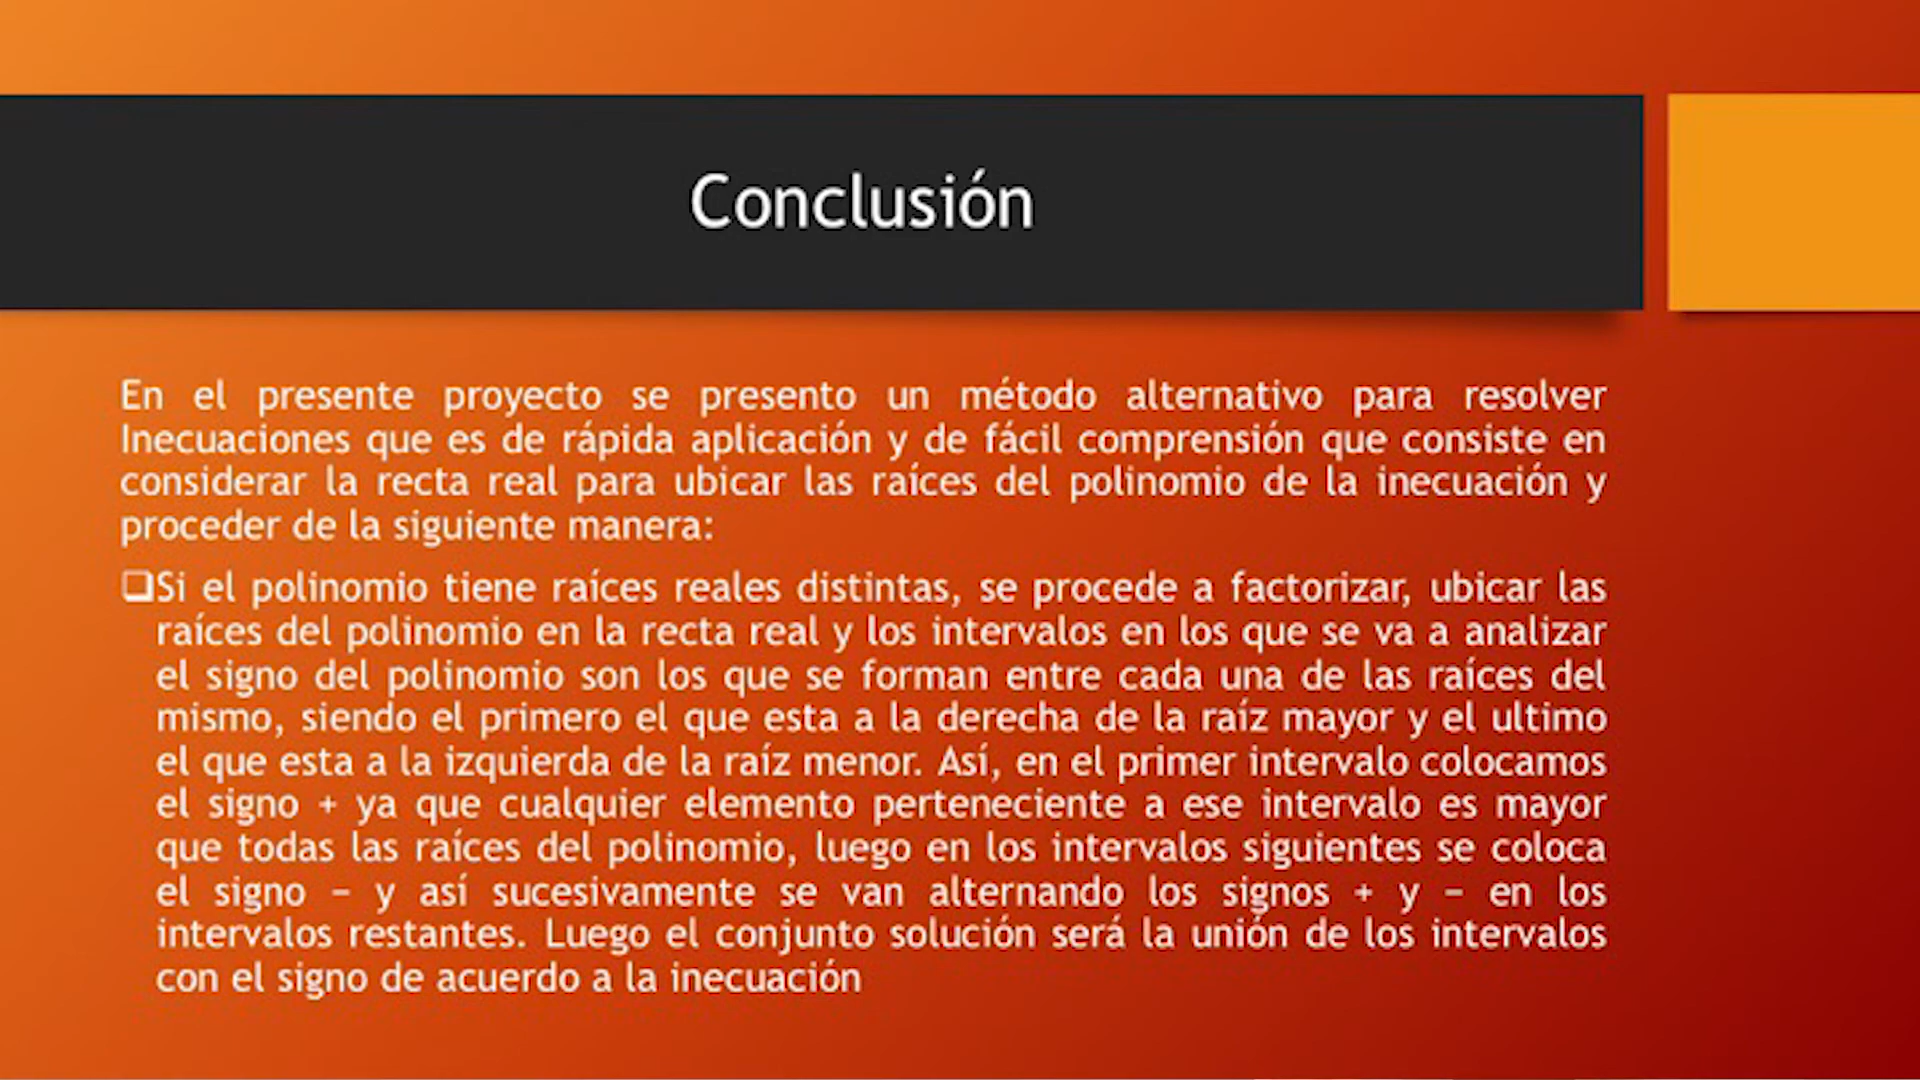 Conclusión
En el presente proyecto se presento un método alternativo para resolver
Inecuaciones que es de rápida aplicación y de fácil comprensión que consiste en
considerar la recta real para ubicar las raíces del polinomio de la inecuación y
proceder de la siguiente manera:
❑Si el polinomio tiene raíces reales distintas, se procede a factorizar, ubicar las
raíces del polinomio en la recta real y los intervalos en los que se va a analizar
el signo del polinomio son los que se forman entre cada una de las raíces del
mismo, siendo el primero el que esta a la derecha de la raíz mayor y el ultimo
el que esta a la izquierda de la raíz menor. Así, en el primer intervalo colocamos
el signo + ya que cualquier elemento perteneciente a ese intervalo es mayor
que todas las raíces del polinomio, luego en los intervalos siguientes se coloca
el signo − y así sucesivamente se van alternando los signos + y − en los
intervalos restantes. Luego el conjunto solución será la unión de los intervalos
con el signo de acuerdo a la inecuación